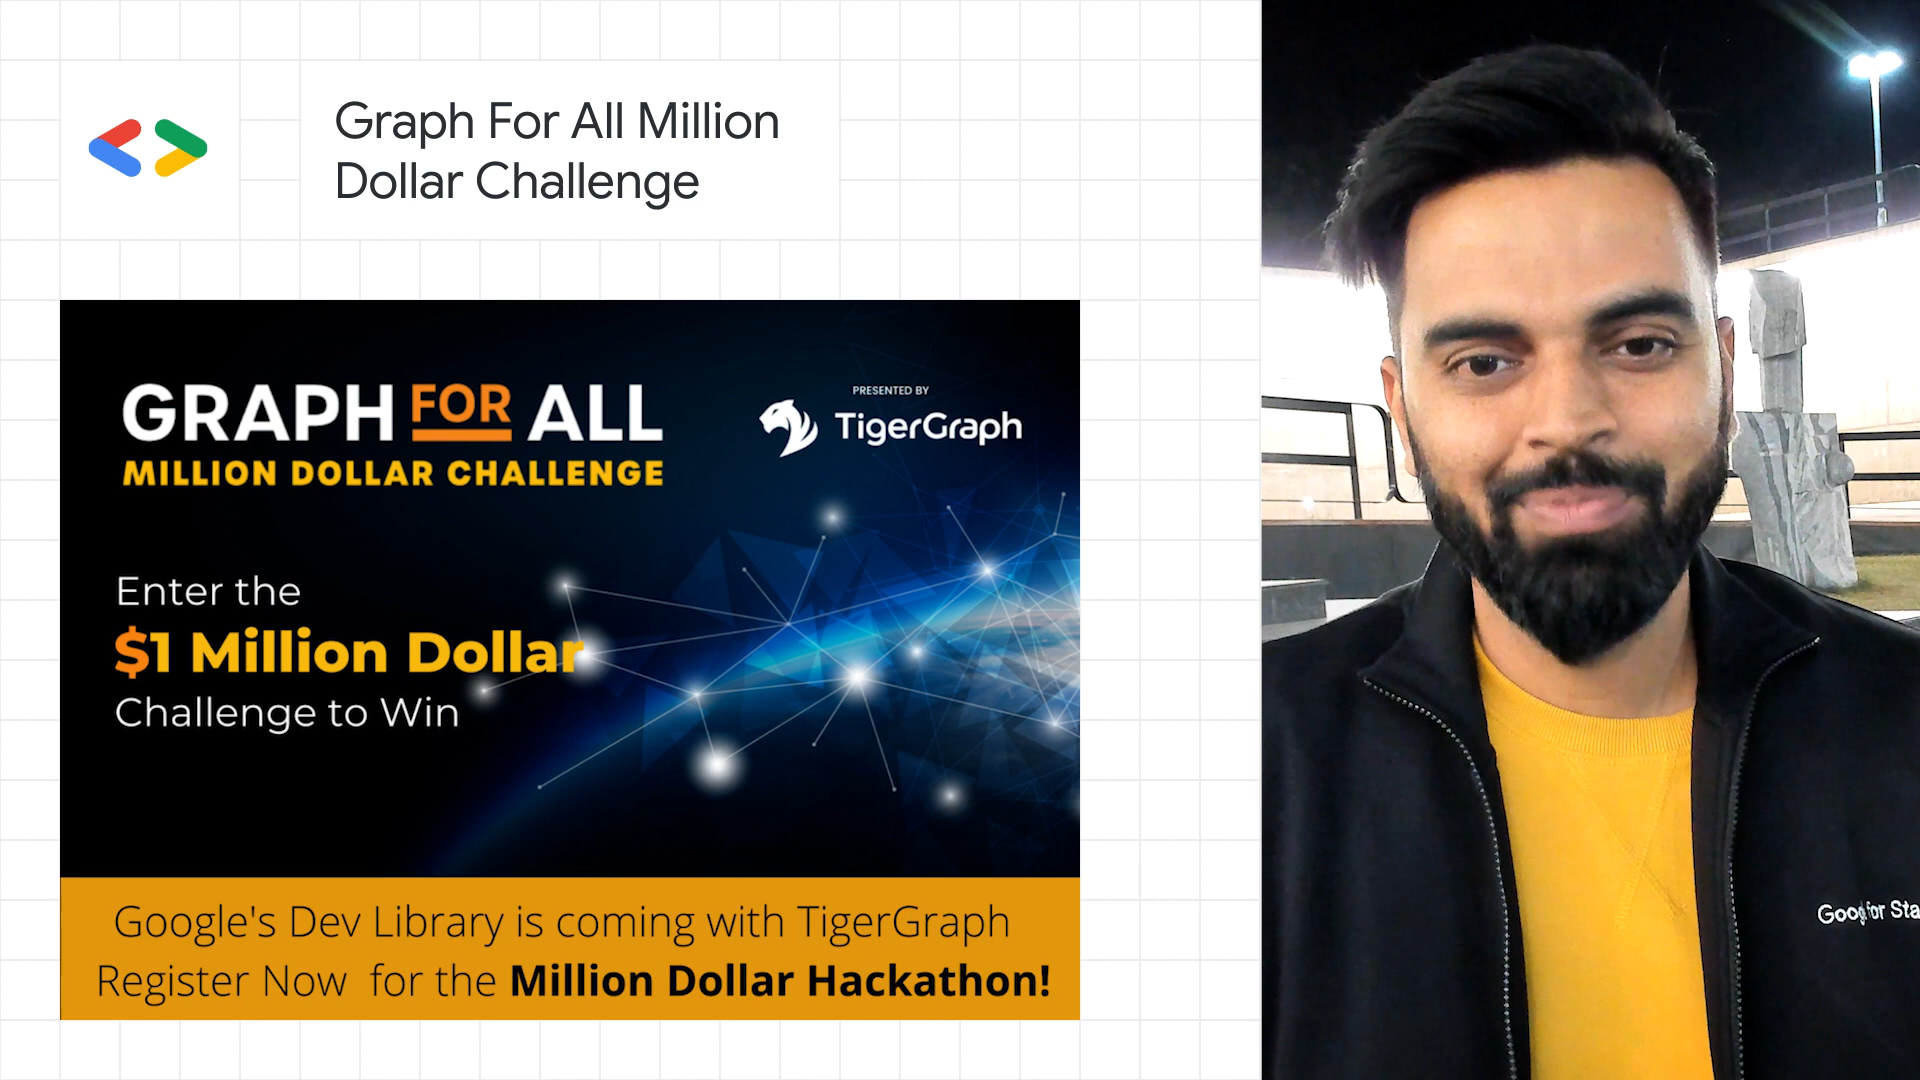 Graph For All Million
Dollar Challenge
GRAPH FOR ALL
MILLION DOLLAR CHALLENGE
PRESENTED BY
TigerGraph
Enter the
$1 Million Dollar
Challenge to Win
Google's Dev Library is coming with TigerGraph
Register Now for the Million Dollar Hackathon!
for